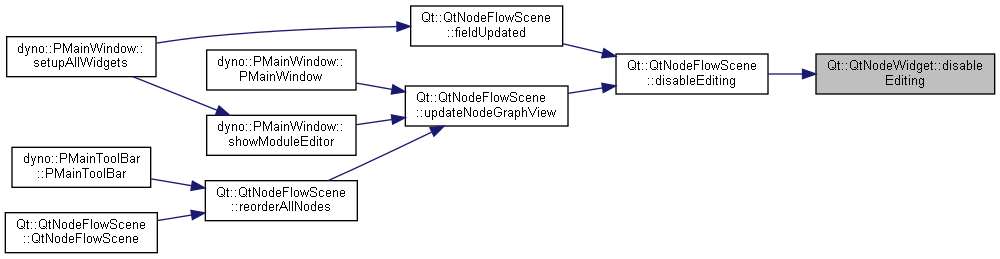 Qt::QtNodeFlowScene
::fieldUpdated
dyno::PMainWindow::
setupAllWidgets
dyno::PMainWindow::
PMainWindow
Qt::QtNodeFlowScene
::disableEditing
Qt::QtNodeWidget::disable
Editing
Qt::QtNodeFlowScene
::updateNodeGraphView
dyno::PMainWindow::
showModuleEditor
dyno::PMainToolBar
::PMainToolBar
Qt::QtNodeFlowScene
::reorderAllNodes
Qt::QtNodeFlowScene
::QtNodeFlowScene